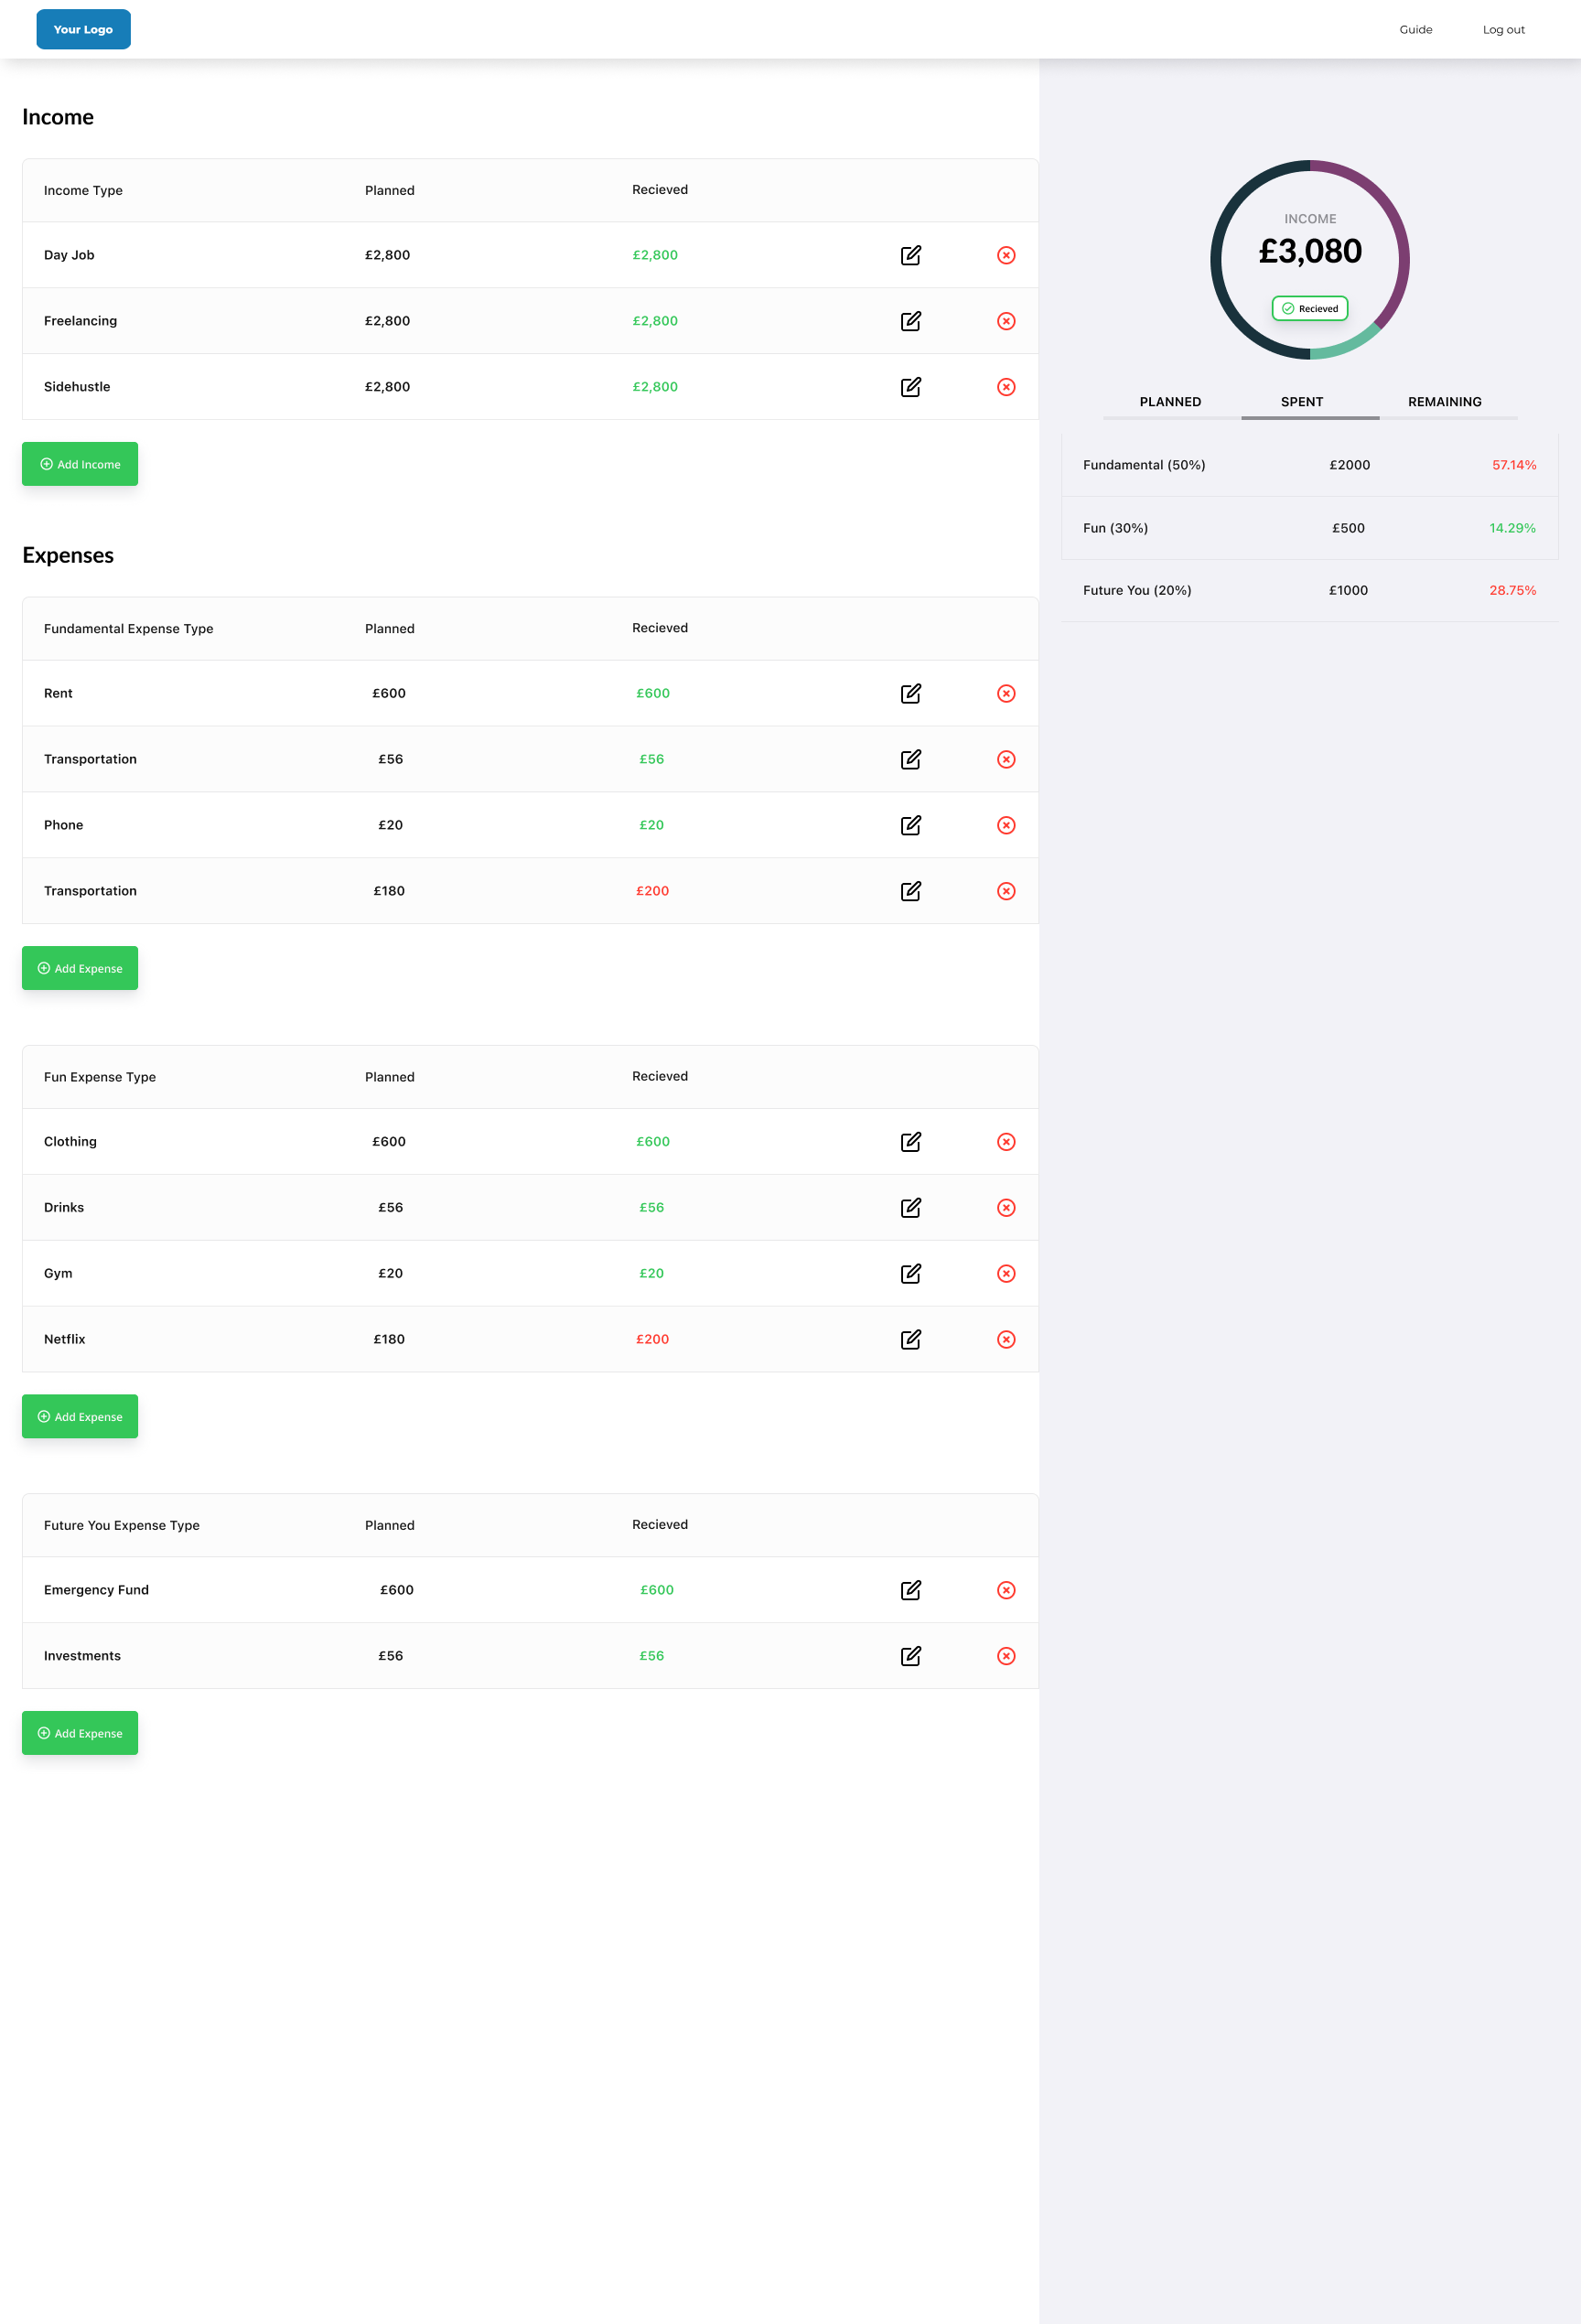 Your Logo
Guide Log out
Income
Income Type Planned Recieved
Day Job £2,800 £2,800
Freelancing £2,800 £2,800
Sidehustle £2,800 £2,800
Add Income
Expenses
Fundamental Expense Type Planned Recieved
Rent £600 £600
Transportation £56 £56
Phone £20 £20
Transportation £180 £200
Add Expense
Fun Expense Type Planned Recieved
Clothing £600 £600
Drinks £56 £56
Gym £20 £20
Netflix £180 £200
Add Expense
Future You Expense Type Planned Recieved
Emergency Fund £600 £600
Investments £56 £56
Add Expense
INCOME
£3,080
Recieved
PLANNED SPENT REMAINING
Fundamental (50%) £2000 57.14%
Fun (30%) £500 14.29%
Future You (20%) £1000 28.75%